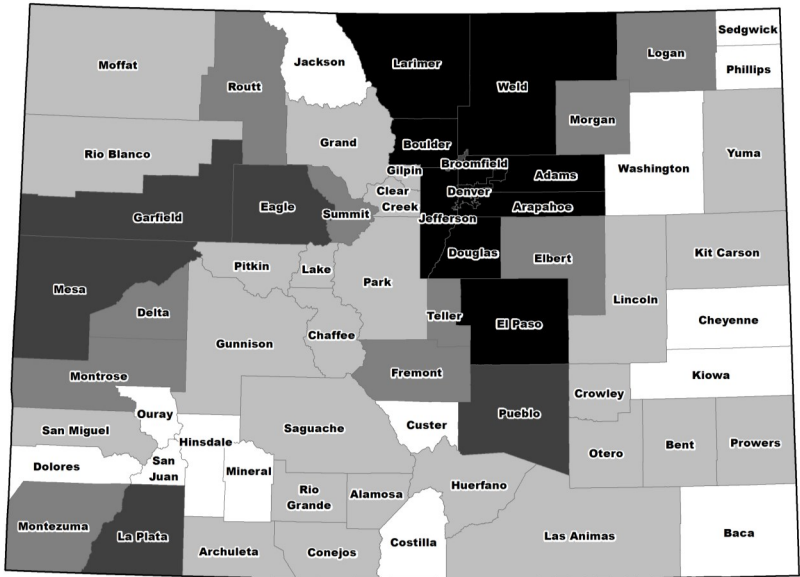 Sedgwick
Moffat
Jackson
Larimer
Logan
Phillips
Routt
Weld
Morgan
Rio Blanco
Grand
Boulder
Yuma
Gilpin
Broomfield
Washington
Clear
Creek
Adams
Denver
Garfield
Eagle
Summit
Jefferson
Arapahoe
Mesa
Pitkin
Lake
Park
Douglas
Elbert
Kit Carson
Delta
Teller
Lincoln
Gunnison
Chaffee
El Paso
Cheyenne
Montrose
Fremont
Crowley
Kiowa
Ouray
Pueblo
San Miguel
Hinsdale
Saguache
Custer
Otero
Bent
Prowers
Dolores
San
Juan
Mineral
Rio
Grande
Alamosa
Huerfano
Montezuma
La Plata
Archuleta
Conejos
Costilla
Las Animas
Baca